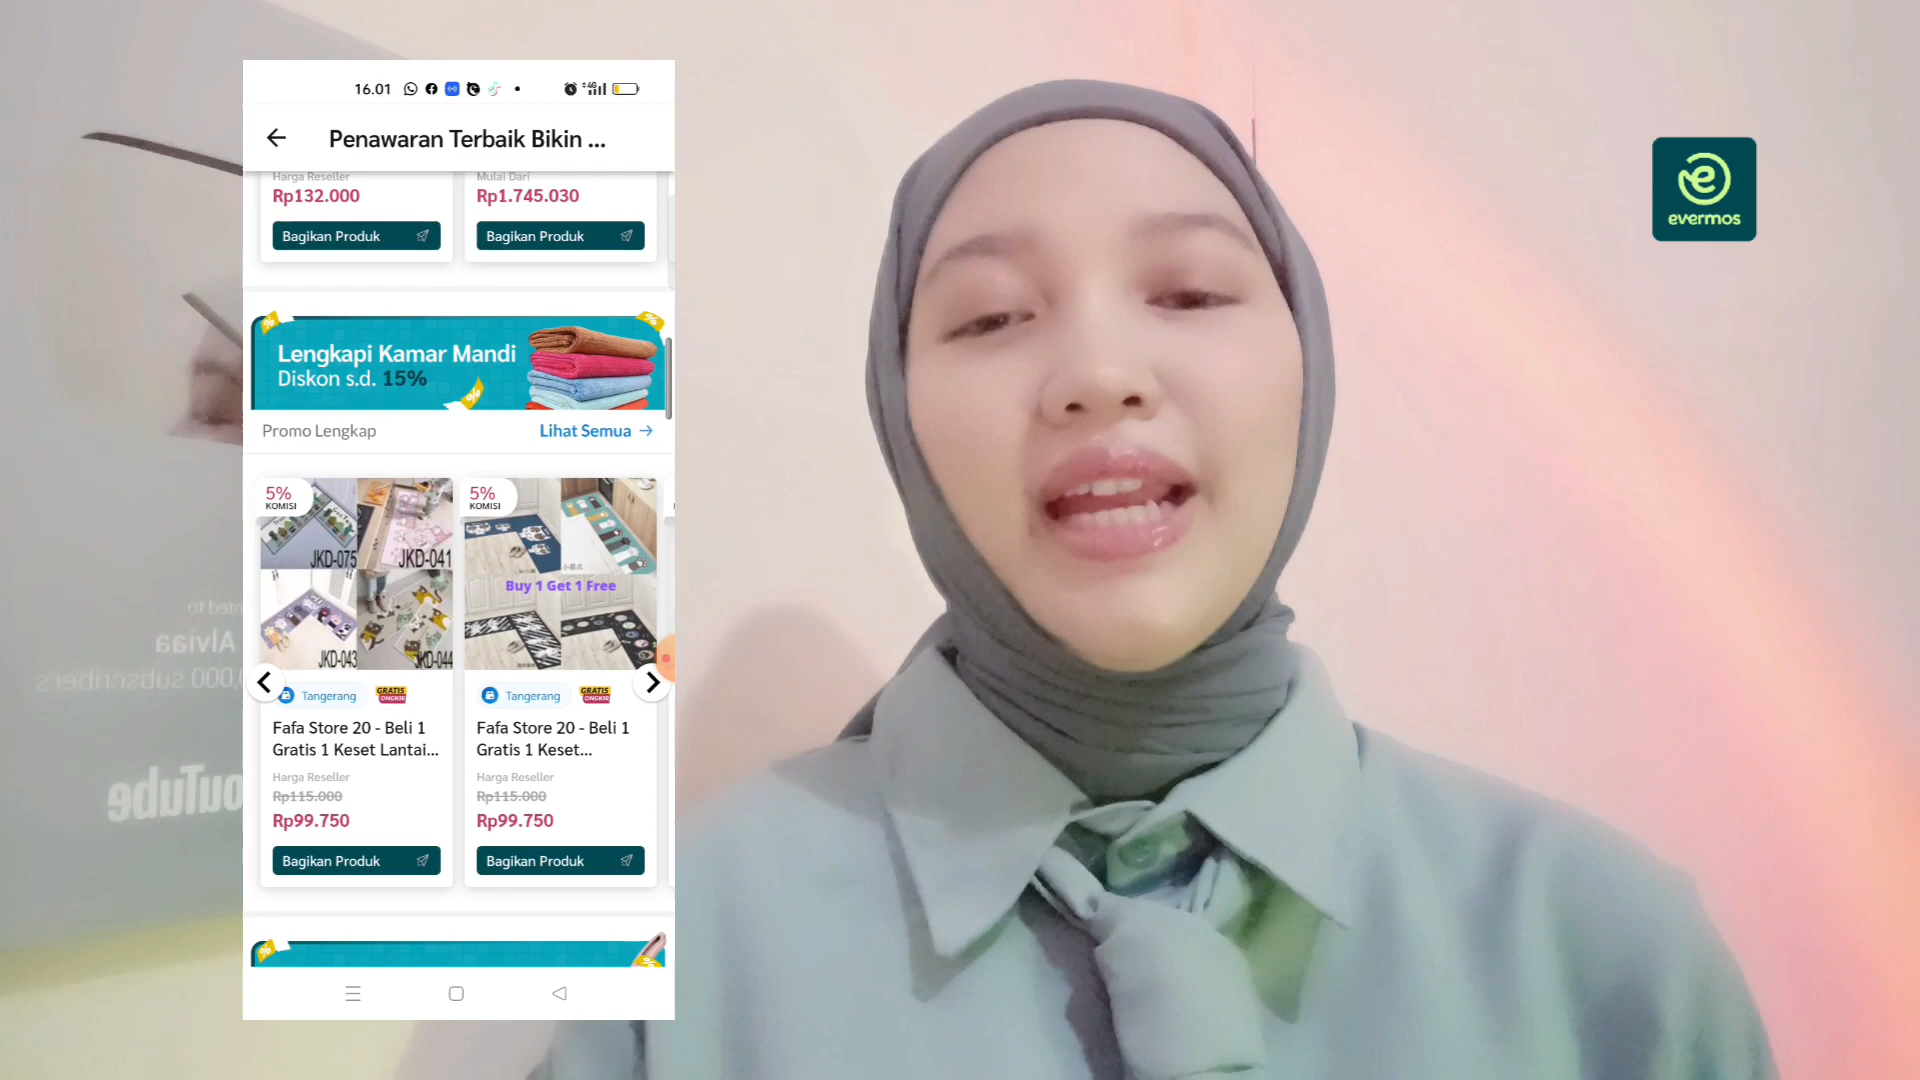 16.01
Penawaran Terbaik Bikin ...
Harga Reseller
Rp132.000
Bagikan Produk
Mulai Dari
Rp1.745.030
Bagikan Produk
Lengkapi Kamar Mandi
Diskon s.d. 15%
Promo Lengkap
Lihat Semua
5%
KOMISI
JKD-075
JKD-041
JKD-043
JKD-044
5%
KOMISI
Buy 1 Get 1 Free
Tangerang
GRATIS
ONGKIR
Fafa Store 20 - Beli 1
Gratis 1 Keset Lantai...
Harga Reseller
Rp115.000
Rp99.750
Bagikan Produk
Tangerang
GRATIS
ONGKIR
Fafa Store 20 - Beli 1
Gratis 1 Keset...
Harga Reseller
Rp115.000
Rp99.750
Bagikan Produk
evermos
Alviaa
subscribers